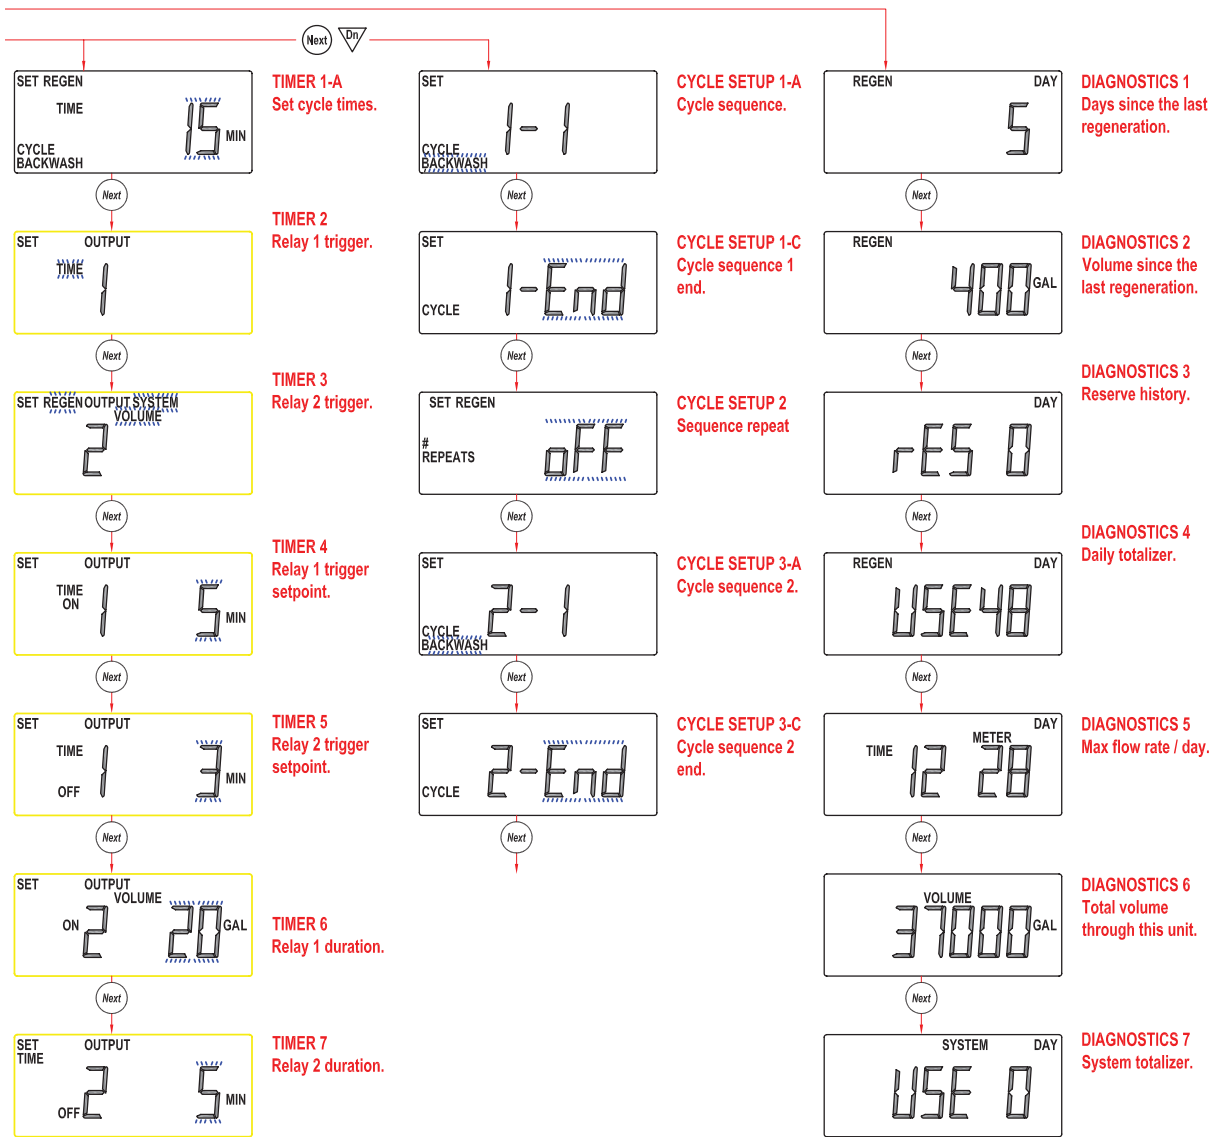 Next Dn
SET REGEN
TIME
15 MIN
CYCLE
BACKWASH
TIMER 1-A
Set cycle times.
Next
SET OUTPUT
TIME
1
TIMER 2
Relay 1 trigger.
Next
SET REGEN OUTPUT SYSTEM
VOLUME
2
TIMER 3
Relay 2 trigger.
Next
SET OUTPUT
TIME
ON
1 5 MIN
TIMER 4
Relay 1 trigger
setpoint.
Next
SET OUTPUT
TIME
1 3 MIN
OFF
TIMER 5
Relay 2 trigger
setpoint.
Next
SET OUTPUT
VOLUME
ON 2 20 GAL
TIMER 6
Relay 1 duration.
Next
SET OUTPUT
TIME
2 5 MIN
OFF
TIMER 7
Relay 2 duration.
SET
1-1
CYCLE
BACKWASH
CYCLE SETUP 1-A
Cycle sequence.
Next
SET
1-End
CYCLE
CYCLE SETUP 1-C
Cycle sequence 1
end.
Next
SET REGEN
#
REPEATS
oFF
CYCLE SETUP 2
Sequence repeat
Next
SET
2-1
CYCLE
BACKWASH
CYCLE SETUP 3-A
Cycle sequence 2.
Next
SET
2-End
CYCLE
CYCLE SETUP 3-C
Cycle sequence 2
end.
Next
REGEN DAY
5
DIAGNOSTICS 1
Days since the last
regeneration.
Next
REGEN
400 GAL
DIAGNOSTICS 2
Volume since the
last regeneration.
Next
DAY
rES 0
DIAGNOSTICS 3
Reserve history.
Next
REGEN DAY
USE48
DIAGNOSTICS 4
Daily totalizer.
Next
DAY
METER
TIME 12 28
DIAGNOSTICS 5
Max flow rate / day.
Next
VOLUME
37000 GAL
DIAGNOSTICS 6
Total volume
through this unit.
Next
SYSTEM DAY
USE 0
DIAGNOSTICS 7
System totalizer.